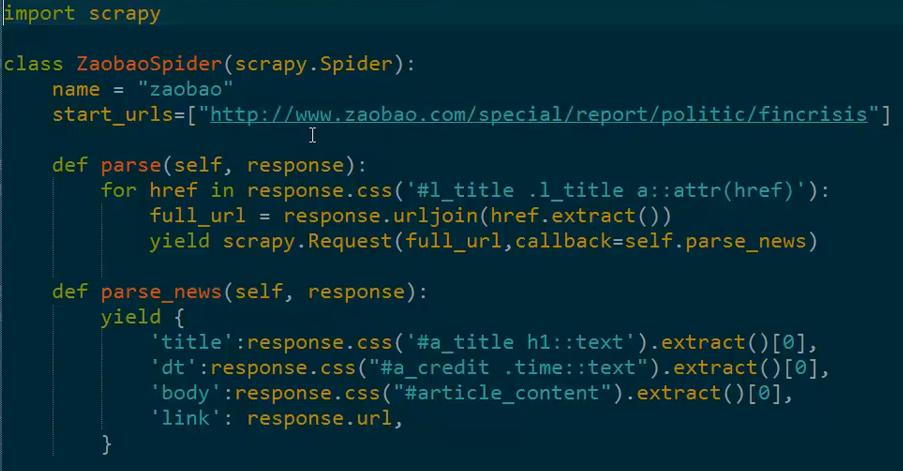 import scrapy
class ZaobaoSpider(scrapy.Spider):
    name = "zaobao"
    start_urls=["http://www.zaobao.com/special/report/politic/fincrisis"]
    def parse(self, response):
        for href in response.css('#l_title .l_title a::attr(href)'):
            full_url = response.urljoin(href.extract())
            yield scrapy.Request(full_url,callback=self.parse_news)
    def parse_news(self, response):
        yield {
            'title':response.css('#a_title h1::text').extract()[0],
            'dt':response.css("#a_credit .time::text").extract()[0],
            'body':response.css("#article_content").extract()[0],
            'link': response.url,
        }